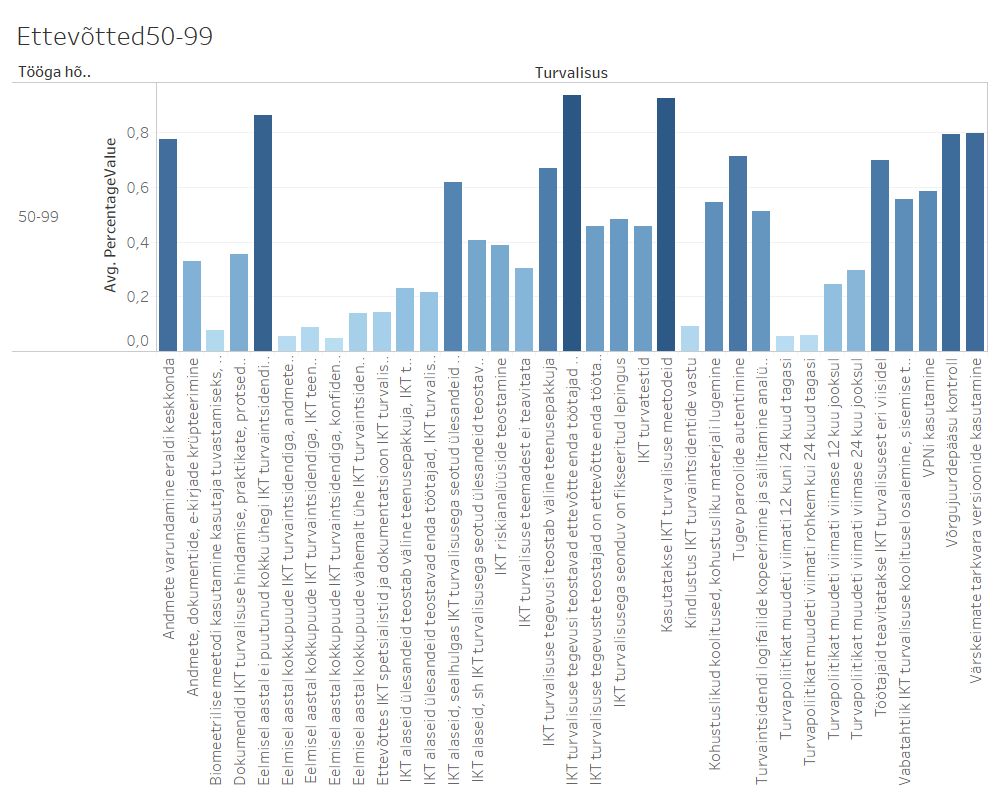 Ettevõtted50-99
Tööga hõ..
Turvalisus
Avg. PercentageValue
0,8
0,6
0,4
0,2
0,0
50-99
Andmete varundamine eraldi keskkonda
Andmete, dokumentide, e-kirjade krüpteerimine
Biomeetrilise meetodi kasutamine kasutaja tuvastamiseks, ..
Dokumendid IKT turvalisuse hindamise, praktikate, protsed..
Eelmisel aastal ei puutunud kokku ühegi IKT turvaintsidendi..
Eelmisel aastal kokkupuude IKT turvaintsidendiga, andmete..
Eelmisel aastal kokkupuude IKT turvaintsidendiga, IKT teen..
Eelmisel aastal kokkupuude IKT turvaintsidendiga, konfiden..
Eelmisel aastal kokkupuude vähemalt ühe IKT turvaintsiden..
Ettevõttes IKT spetsialistid ja dokumentatsioon IKT turvalis..
IKT alaseid ülesandeid teostab väline teenusepakkuja, IKT t..
IKT alaseid ülesandeid teostavad enda töötajad, IKT turvalis..
IKT alaseid, sealhulgas IKT turvalisusega seotud ülesandeid..
IKT alaseid, sh IKT turvalisusega seotud ülesandeid teostav..
IKT riskianalüüside teostamine
IKT turvalisuse teemadest ei teavitata
IKT turvalisuse tegevusi teostab väline teenusepakkuja
IKT turvalisuse tegevusi teostavad ettevõtte enda töötajad ..
IKT turvalisuse tegevuste teostajad on ettevõtte enda tööta..
IKT turvalisusega seonduv on fikseeritud lepingus
IKT turvatestid
Kasutatakse IKT turvalisuse meetodeid
Kindlustus IKT turvaintsidentide vastu
Kohustuslikud koolitused, kohustusliku materjali lugemine
Tugev paroolide autentimine
Turvaintsidendi logifailide kopeerimine ja säilitamine analü..
Turvapoliitikat muudeti viimati 12 kuni 24 kuud tagasi
Turvapoliitikat muudeti viimati rohkem kui 24 kuud tagasi
Turvapoliitikat muudeti viimati viimase 12 kuu jooksul
Turvapoliitikat muudeti viimati viimase 24 kuu jooksul
Töötajaid teavitatakse IKT turvalisusest eri viisidel
Vabatahtlik IKT turvalisuse koolitusel osalemine, sisemiset..
VPNi kasutamine
Võrgujuurdepääsu kontroll
Värskeimate tarkvara versioonide kasutamine